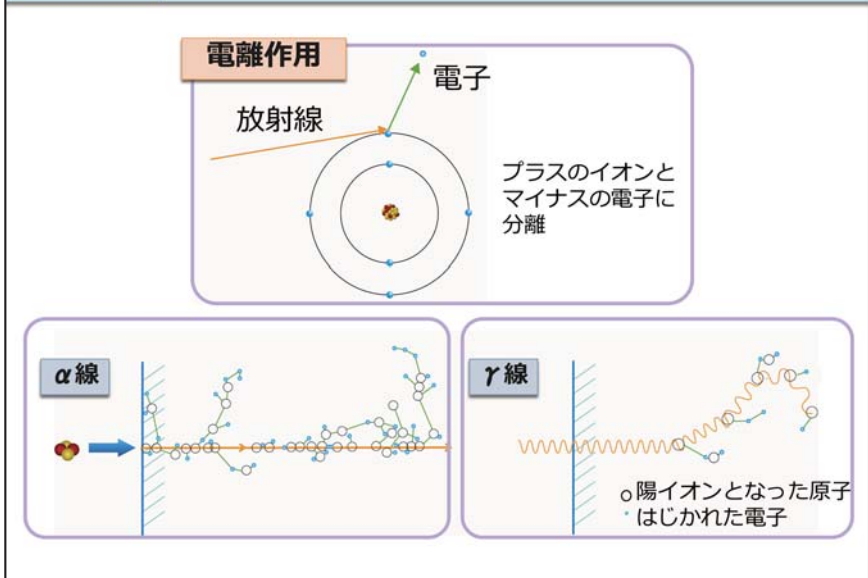 電離作用
電子
放射線
プラスのイオンと
マイナスの電子に
分離
α線
γ線
陽イオンとなった原子
はじかれた電子